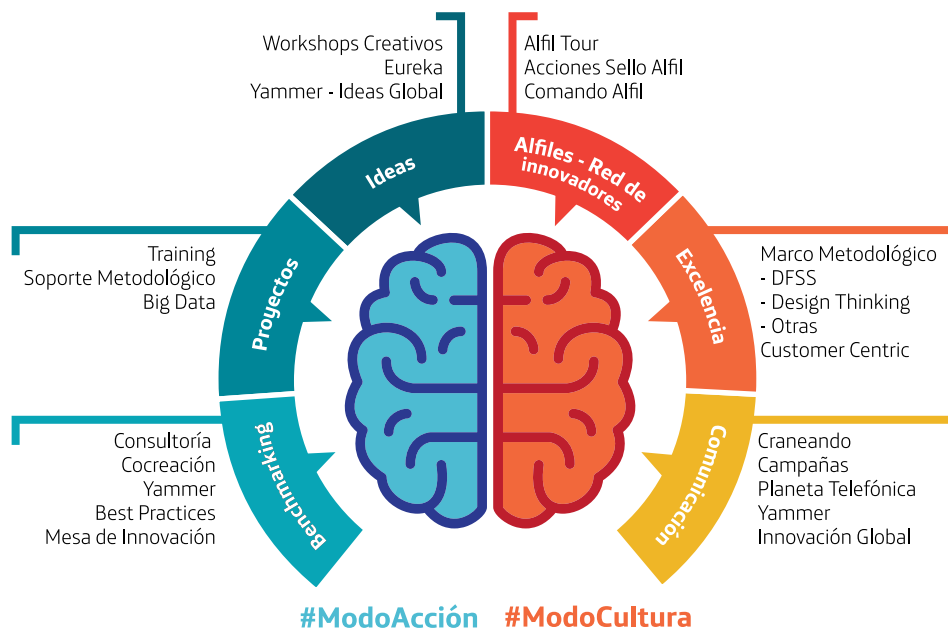 Workshops Creativos
Eureka
Yammer - Ideas Global
Alfil Tour
Acciones Sello Alfil
Comando Alfil
Ideas
Alfiles - Red de
innovadores
Training
Soporte Metodológico
Big Data
Proyectos
Excelencia
Marco Metodológico
- DFSS
- Design Thinking
- Otras
Customer Centric
Consultoría
Cocreación
Yammer
Best Practices
Mesa de Innovación
Benchmarking
Comunicación
Craneando
Campañas
Planeta Telefónica
Yammer
Innovación Global
#ModoAcción
#ModoCultura